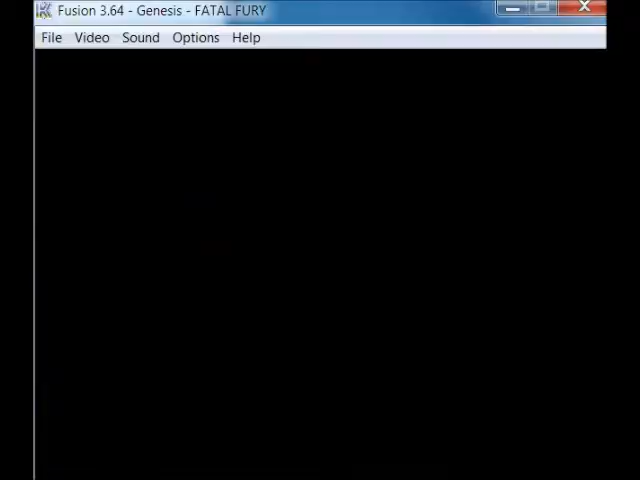 Fusion 3.64 - Genesis - FATAL FURY
File Video Sound Options Help